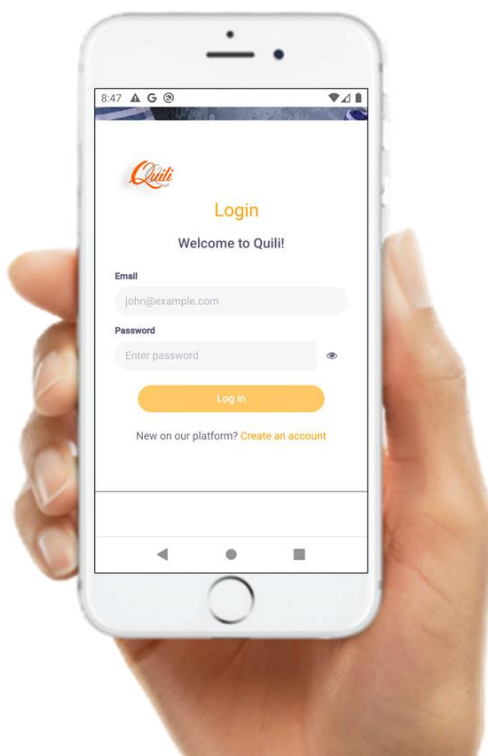 8:47
Quili
Login
Welcome to Quili!
Email
john@example.com
Password
Enter password
Log in
New on our platform? Create an account